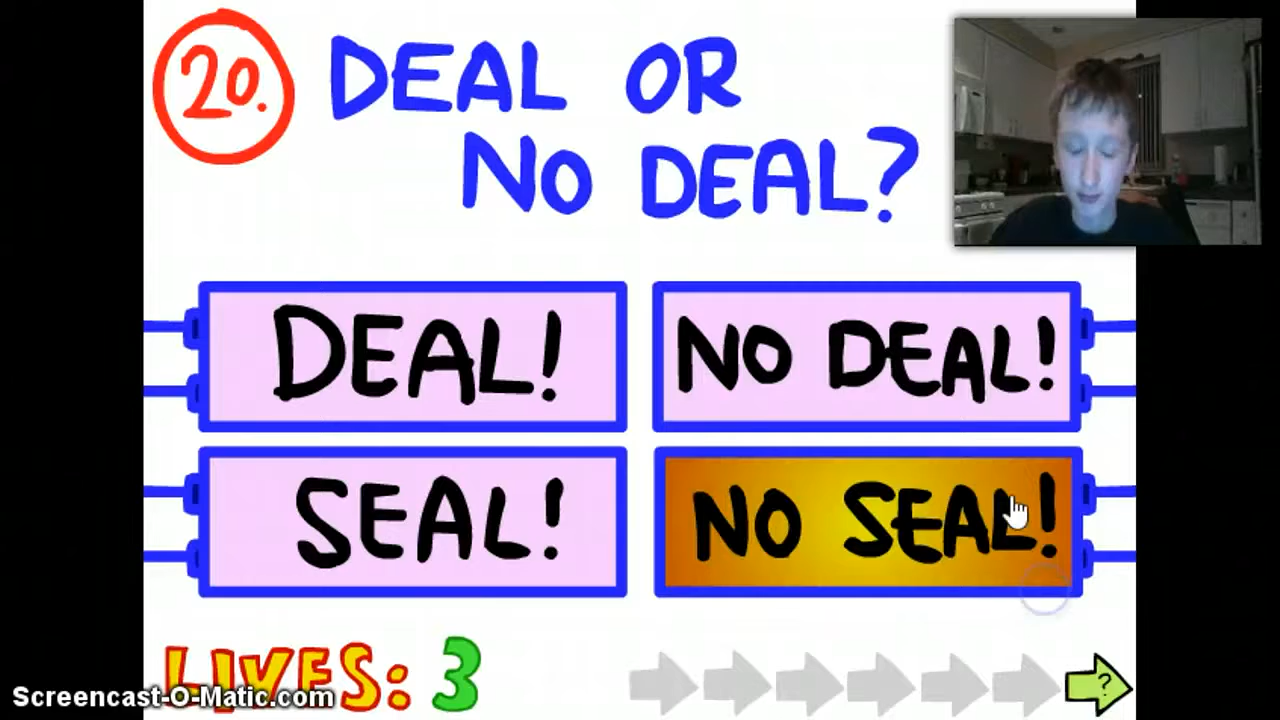 20. DEAL OR
NO DEAL?
DEAL!
NO DEAL!
SEAL!
NO SEAL!
LIVES: 3
?
Screencast-O-Matic.com